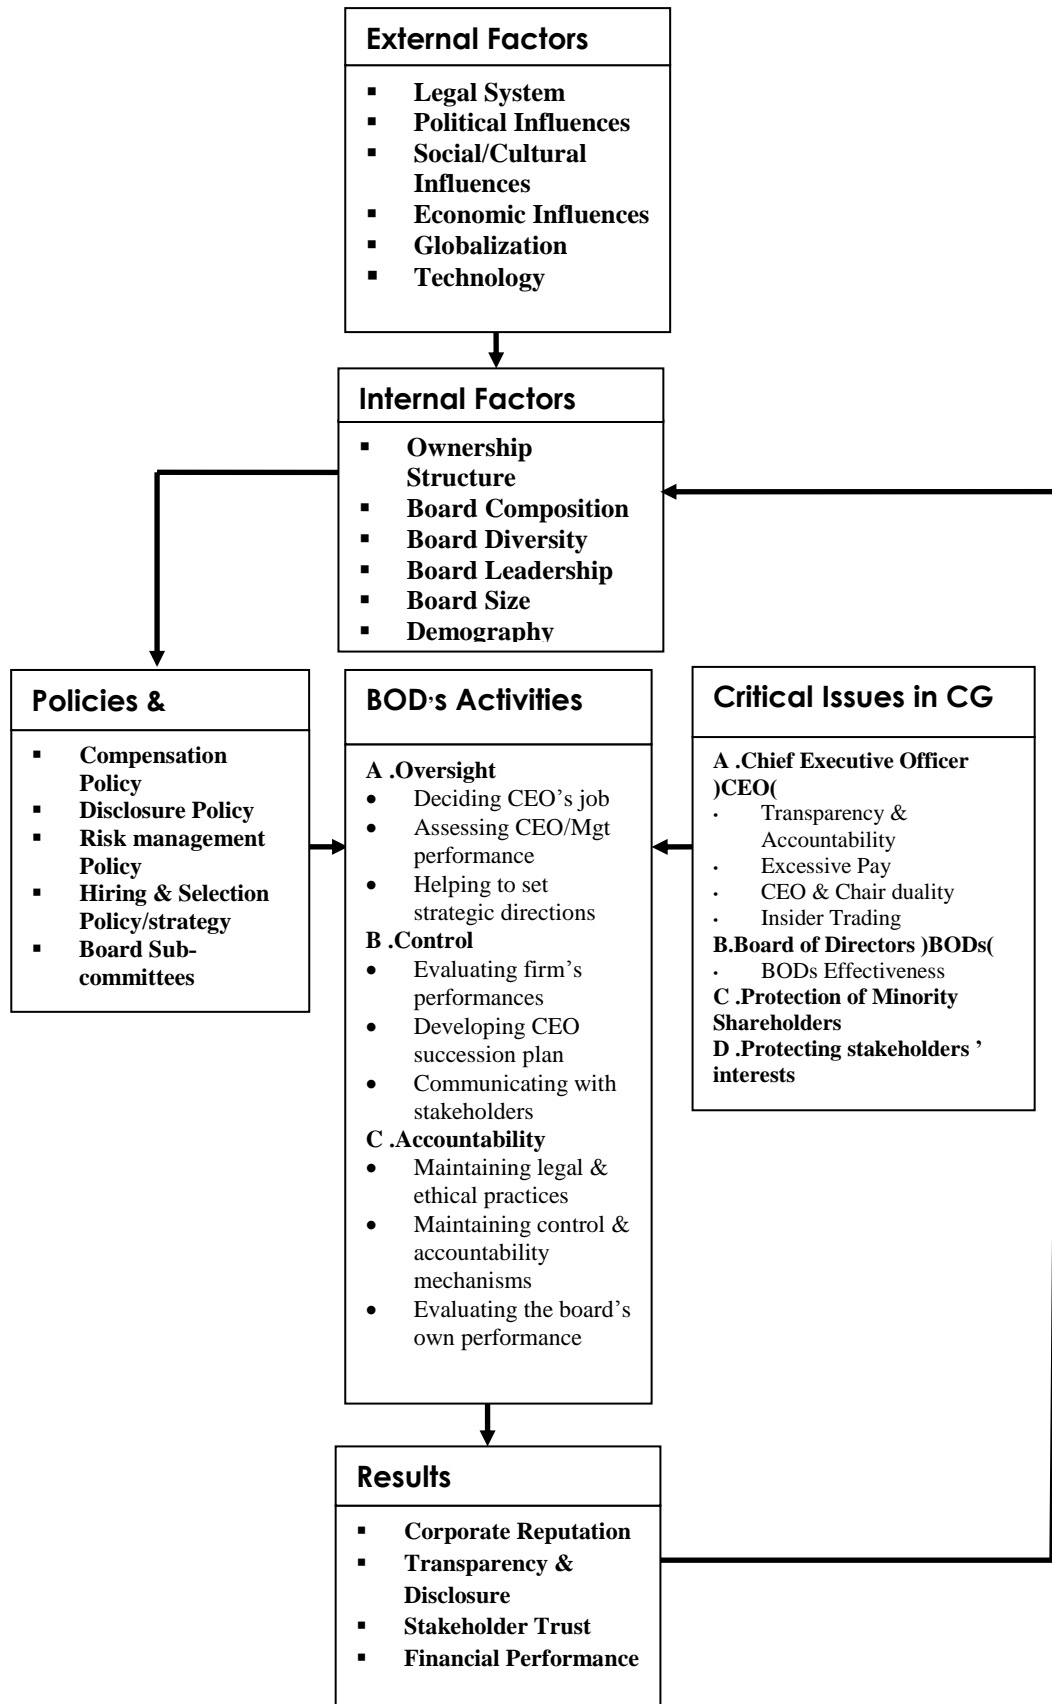 External Factors
▪ Legal System
▪ Political Influences
▪ Social/Cultural
Influences
▪ Economic Influences
▪ Globalization
▪ Technology
Internal Factors
▪ Ownership
Structure
▪ Board Composition
▪ Board Diversity
▪ Board Leadership
▪ Board Size
▪ Demography
Policies &
▪ Compensation
Policy
▪ Disclosure Policy
▪ Risk management
Policy
▪ Hiring & Selection
Policy/strategy
▪ Board Sub-
committees
BOD’s Activities
A .Oversight
• Deciding CEO’s job
• Assessing CEO/Mgt
performance
• Helping to set
strategic directions
B .Control
• Evaluating firm’s
performances
• Developing CEO
succession plan
• Communicating with
stakeholders
C .Accountability
• Maintaining legal &
ethical practices
• Maintaining control &
accountability
mechanisms
• Evaluating the board’s
own performance
Critical Issues in CG
A .Chief Executive Officer
)CEO(
· Transparency &
Accountability
· Excessive Pay
· CEO & Chair duality
· Insider Trading
B.Board of Directors )BODs(
· BODs Effectiveness
C .Protection of Minority
Shareholders
D .Protecting stakeholders ’
interests
Results
▪ Corporate Reputation
▪ Transparency &
Disclosure
▪ Stakeholder Trust
▪ Financial Performance